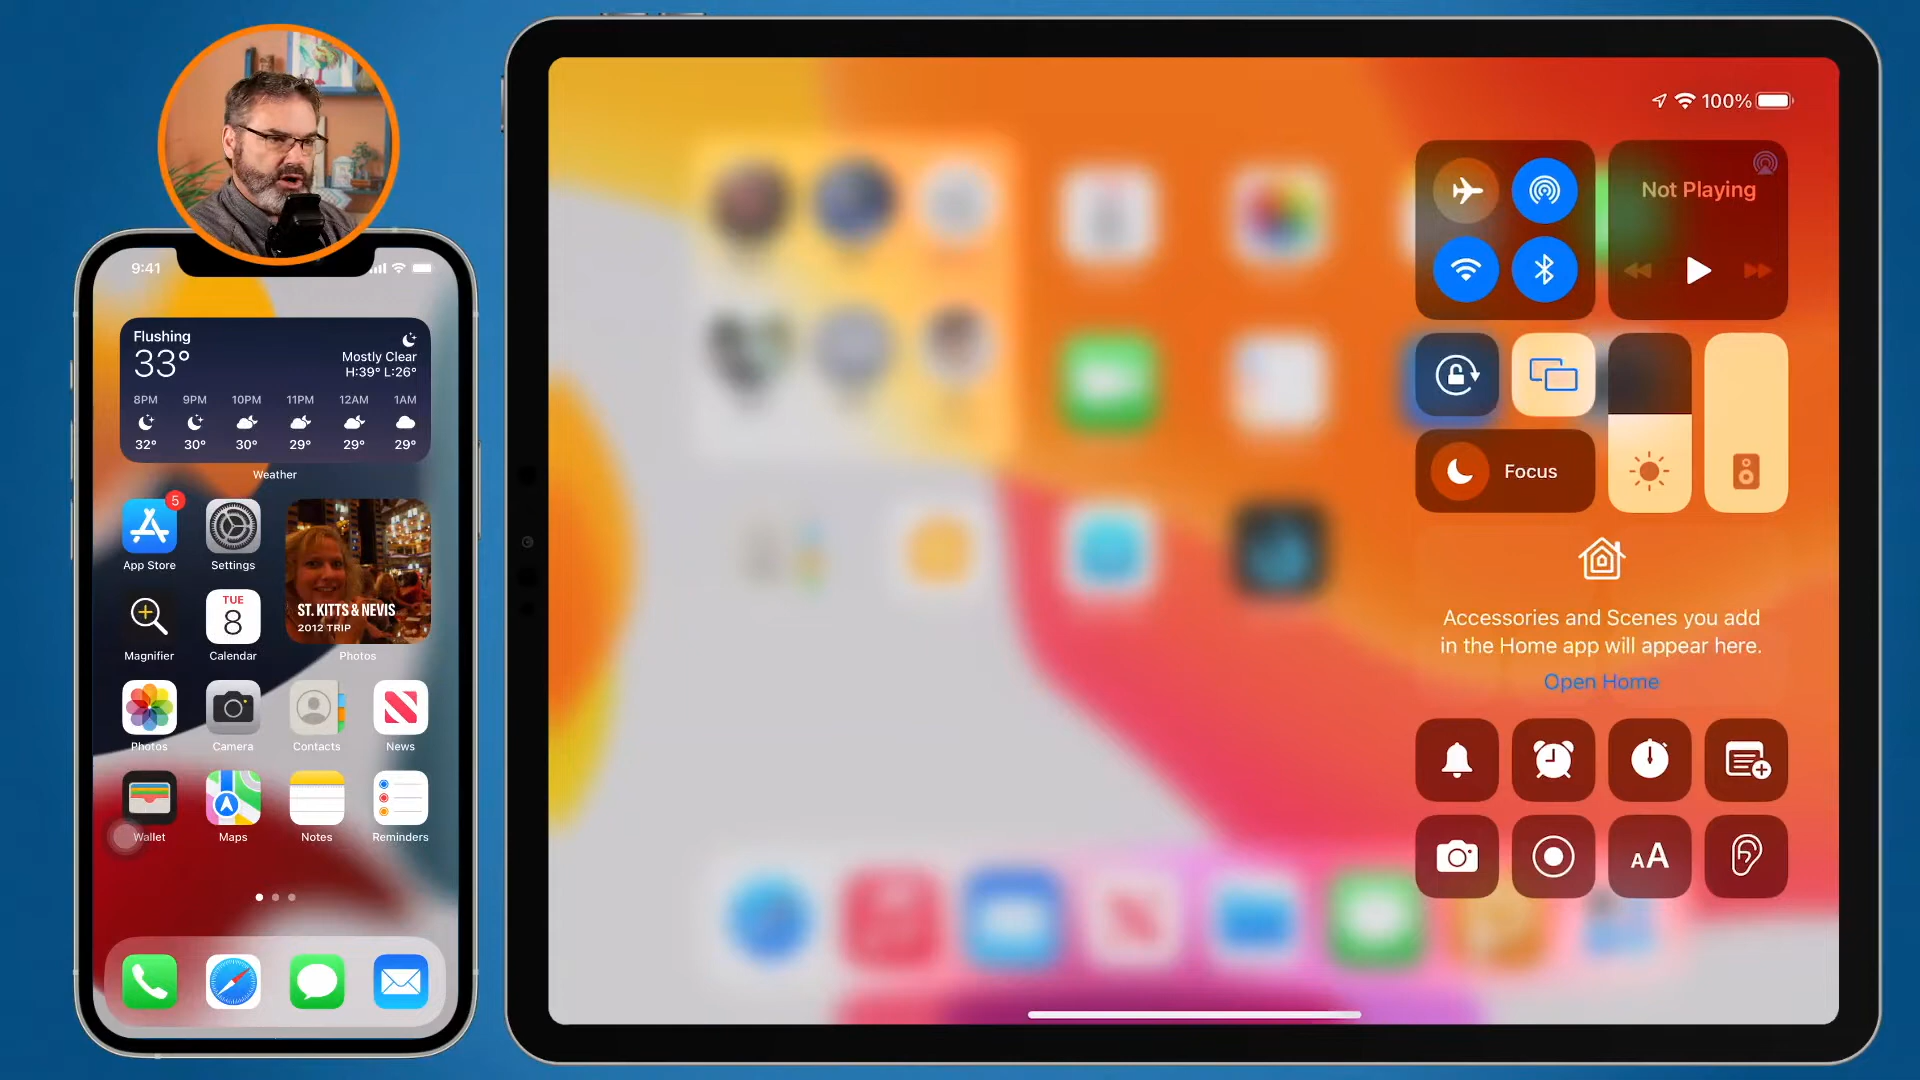 9:41
Flushing
33°
Mostly Clear
H:39° L:26°
8PM 9PM 10PM 11PM 12AM 1AM
32° 30° 30° 29° 29° 29°
Weather
5
App Store
Settings
ST. KITTS & NEVIS
2012 TRIP
Photos
Magnifier
TUE
8
Calendar
Photos
Camera
Contacts
News
Wallet
Maps
Notes
Reminders
100%
Not Playing
Focus
Accessories and Scenes you add
in the Home app will appear here.
Open Home
AA